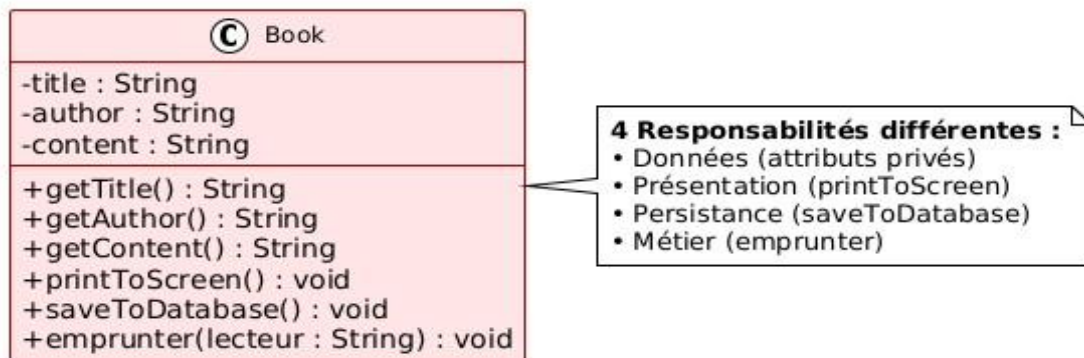 C Book
-title : String
-author : String
-content : String
+getTitle() : String
+getAuthor() : String
+getContent() : String
+printToScreen() : void
+saveToDatabase() : void
+emprunter(lecteur : String) : void
4 Responsabilités différentes :
• Données (attributs privés)
• Présentation (printToScreen)
• Persistance (saveToDatabase)
• Métier (emprunter)